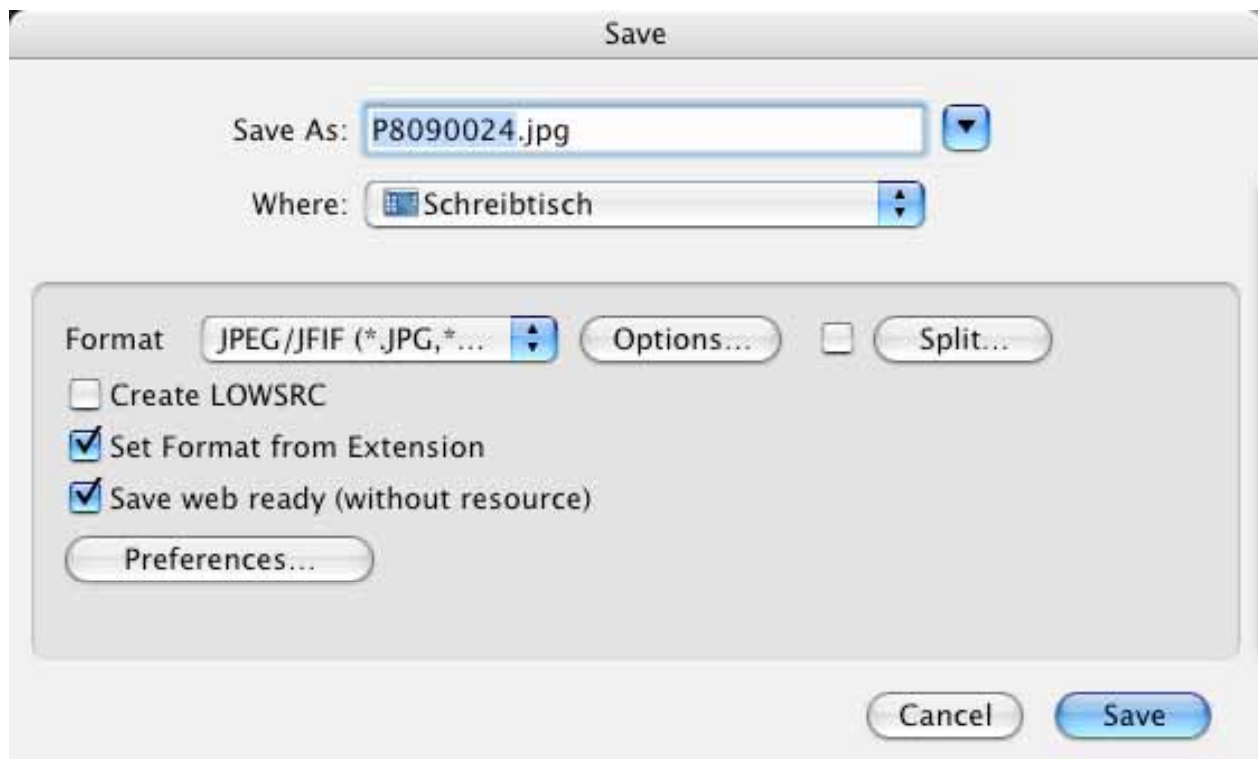 Save
Save As: P8090024.jpg
Where: Schreibtisch
Format JPEG/JFIF (*.JPG,*... Options... Split...
Create LOWSRC
Set Format from Extension
Save web ready (without resource)
Preferences...
Cancel Save